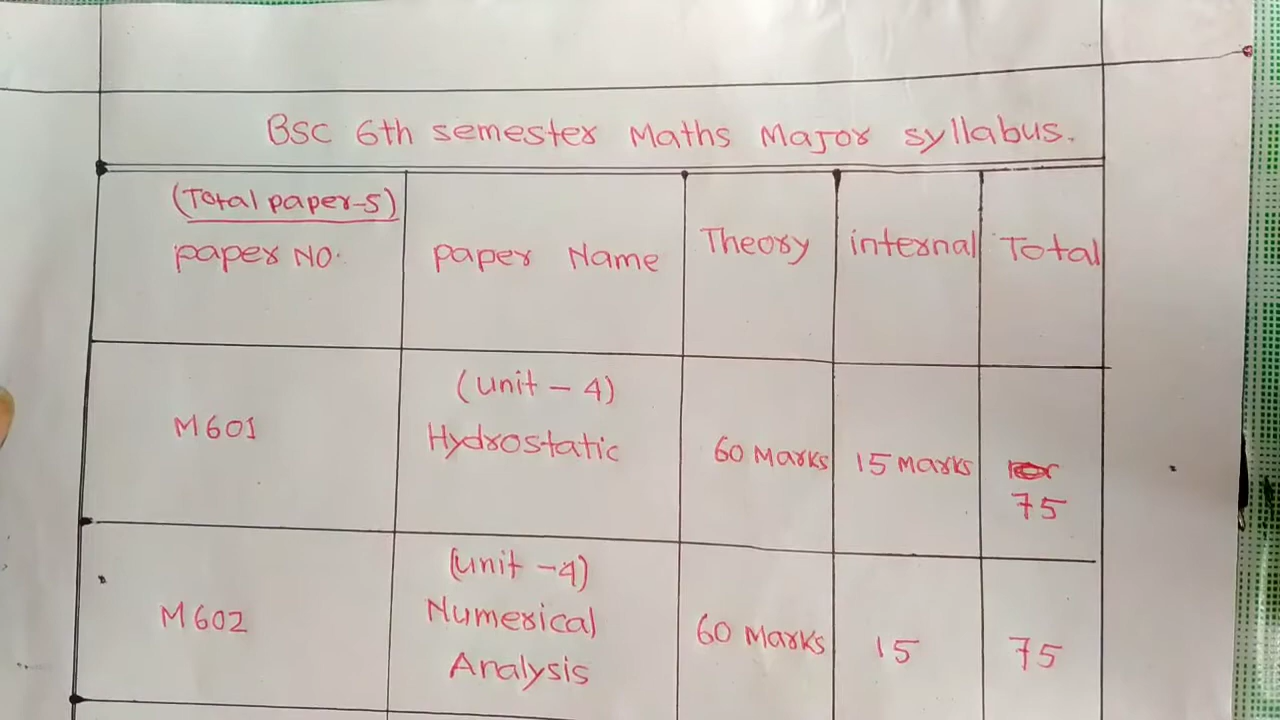 BSC 6th semester Maths Major syllabus.
(Total paper-5)
paper NO.
paper Name
Theory
internal
Total
M601
(unit - 4)
Hydrostatic
60 Marks
15 Marks
75
M602
(unit -4)
Numerical
Analysis
60 Marks
15
75